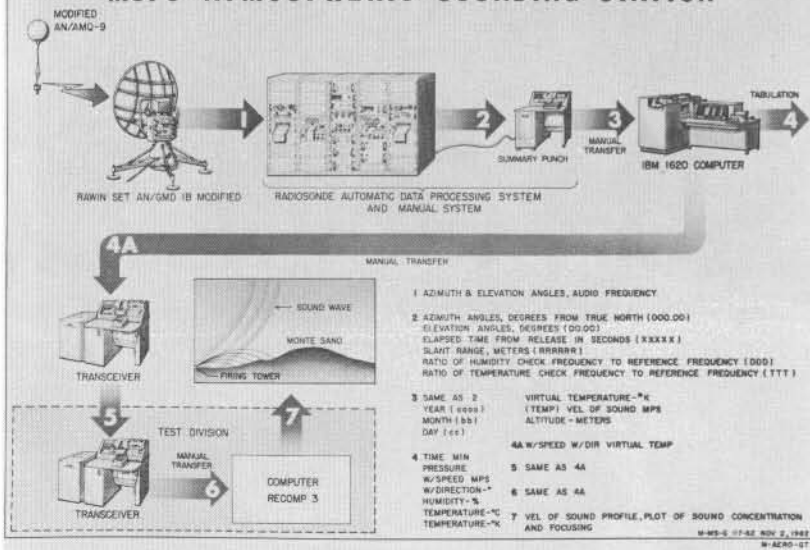 MODIFIED
AN/AMQ-9
1
2
3
TABULATION
4
SUMMARY PUNCH
MANUAL
TRANSFER
IBM 1620 COMPUTER
RAWIN SET AN/GMD 1B MODIFIED
RADIOSONDE AUTOMATIC DATA PROCESSING SYSTEM
AND MANUAL SYSTEM
4A
MANUAL TRANSFER
SOUND WAVE
MONTE SANO
FIRING TOWER
TRANSCEIVER
5
7
TEST DIVISION
MANUAL
TRANSFER
6
COMPUTER
RECOMP 3
TRANSCEIVER
1 AZIMUTH & ELEVATION ANGLES, AUDIO FREQUENCY
2 AZIMUTH ANGLES, DEGREES FROM TRUE NORTH (000.00)
ELEVATION ANGLES, DEGREES (00.00)
ELAPSED TIME FROM RELEASE IN SECONDS (XXXXX)
SLANT RANGE, METERS (RRRRRR)
RATIO OF HUMIDITY CHECK FREQUENCY TO REFERENCE FREQUENCY (DDD)
RATIO OF TEMPERATURE CHECK FREQUENCY TO REFERENCE FREQUENCY (TTT)
3 SAME AS 2
YEAR (aaaa)
MONTH (bb)
DAY (cc)
VIRTUAL TEMPERATURE-°K
(TEMP) VEL OF SOUND MPS
ALTITUDE - METERS
4 TIME MIN
PRESSURE
W/SPEED MPS
W/DIRECTION-°
HUMIDITY-%
TEMPERATURE-°C
TEMPERATURE-°K
4A W/SPEED W/DIR VIRTUAL TEMP
5 SAME AS 4A
6 SAME AS 4A
7 VEL OF SOUND PROFILE, PLOT OF SOUND CONCENTRATION
AND FOCUSING
M-MS-G 117-62 NOV 2, 1962
M-AERO-GT